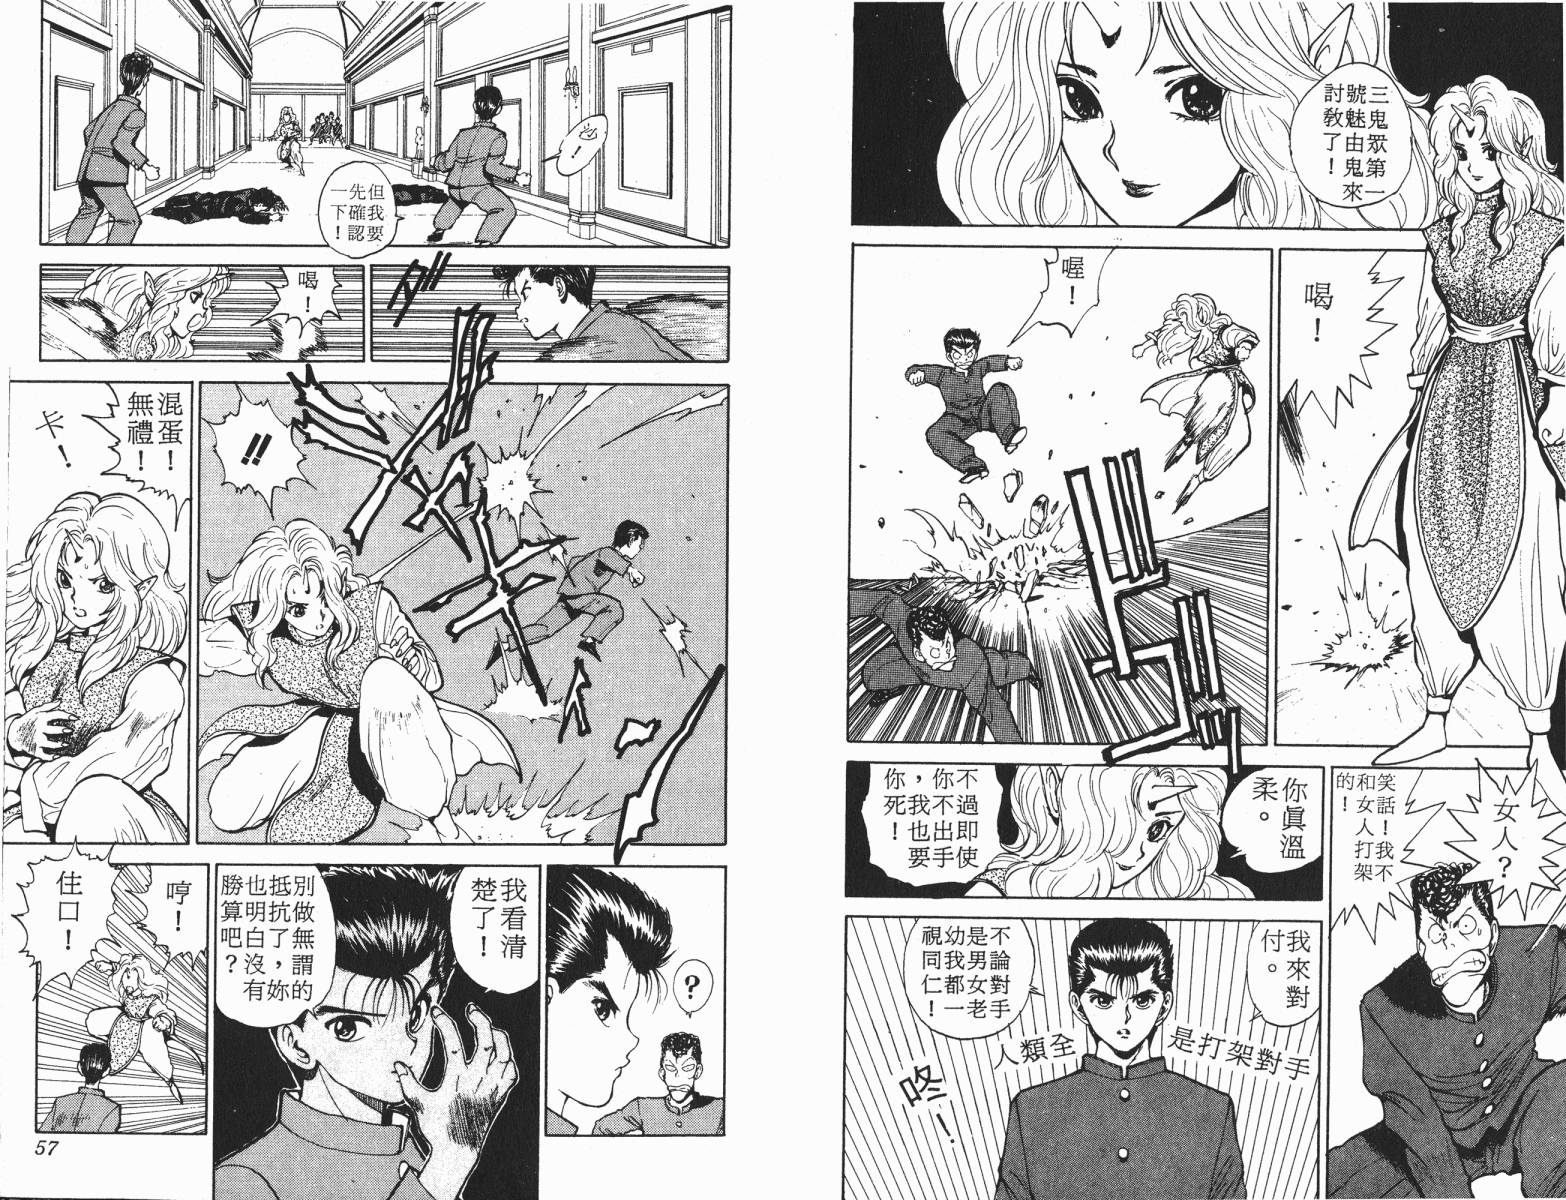 三鬼眾第一
號魅由鬼來
討教了！
喝！
喔！
女人？
笑話！我不
和女人打架
的！
你眞溫
柔。
不過即使
你不出手
，我也要
你死！
我來對
付。
不論對手
是男女老
幼我都一
視同仁！
人類全是打架對手
咚！
但我要
先確認
一下！
喝！
ダ!!
!!
混蛋！
無禮！
卡！
？
我看清
楚了！
別做無謂的
抵抗了，妳
也明白沒有
勝算吧？
哼！
住口！
57